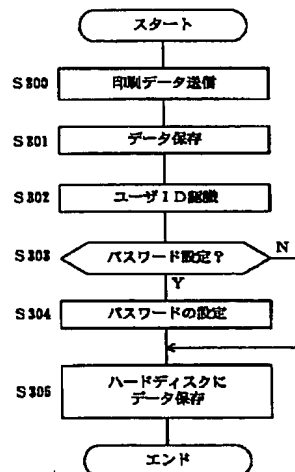 スタート
S300
印刷データ送信
S301
データ保存
S302
ユーザID認識
S303
パスワード設定?
N
Y
S304
パスワードの設定
S305
ハードディスクに
データ保存
エンド